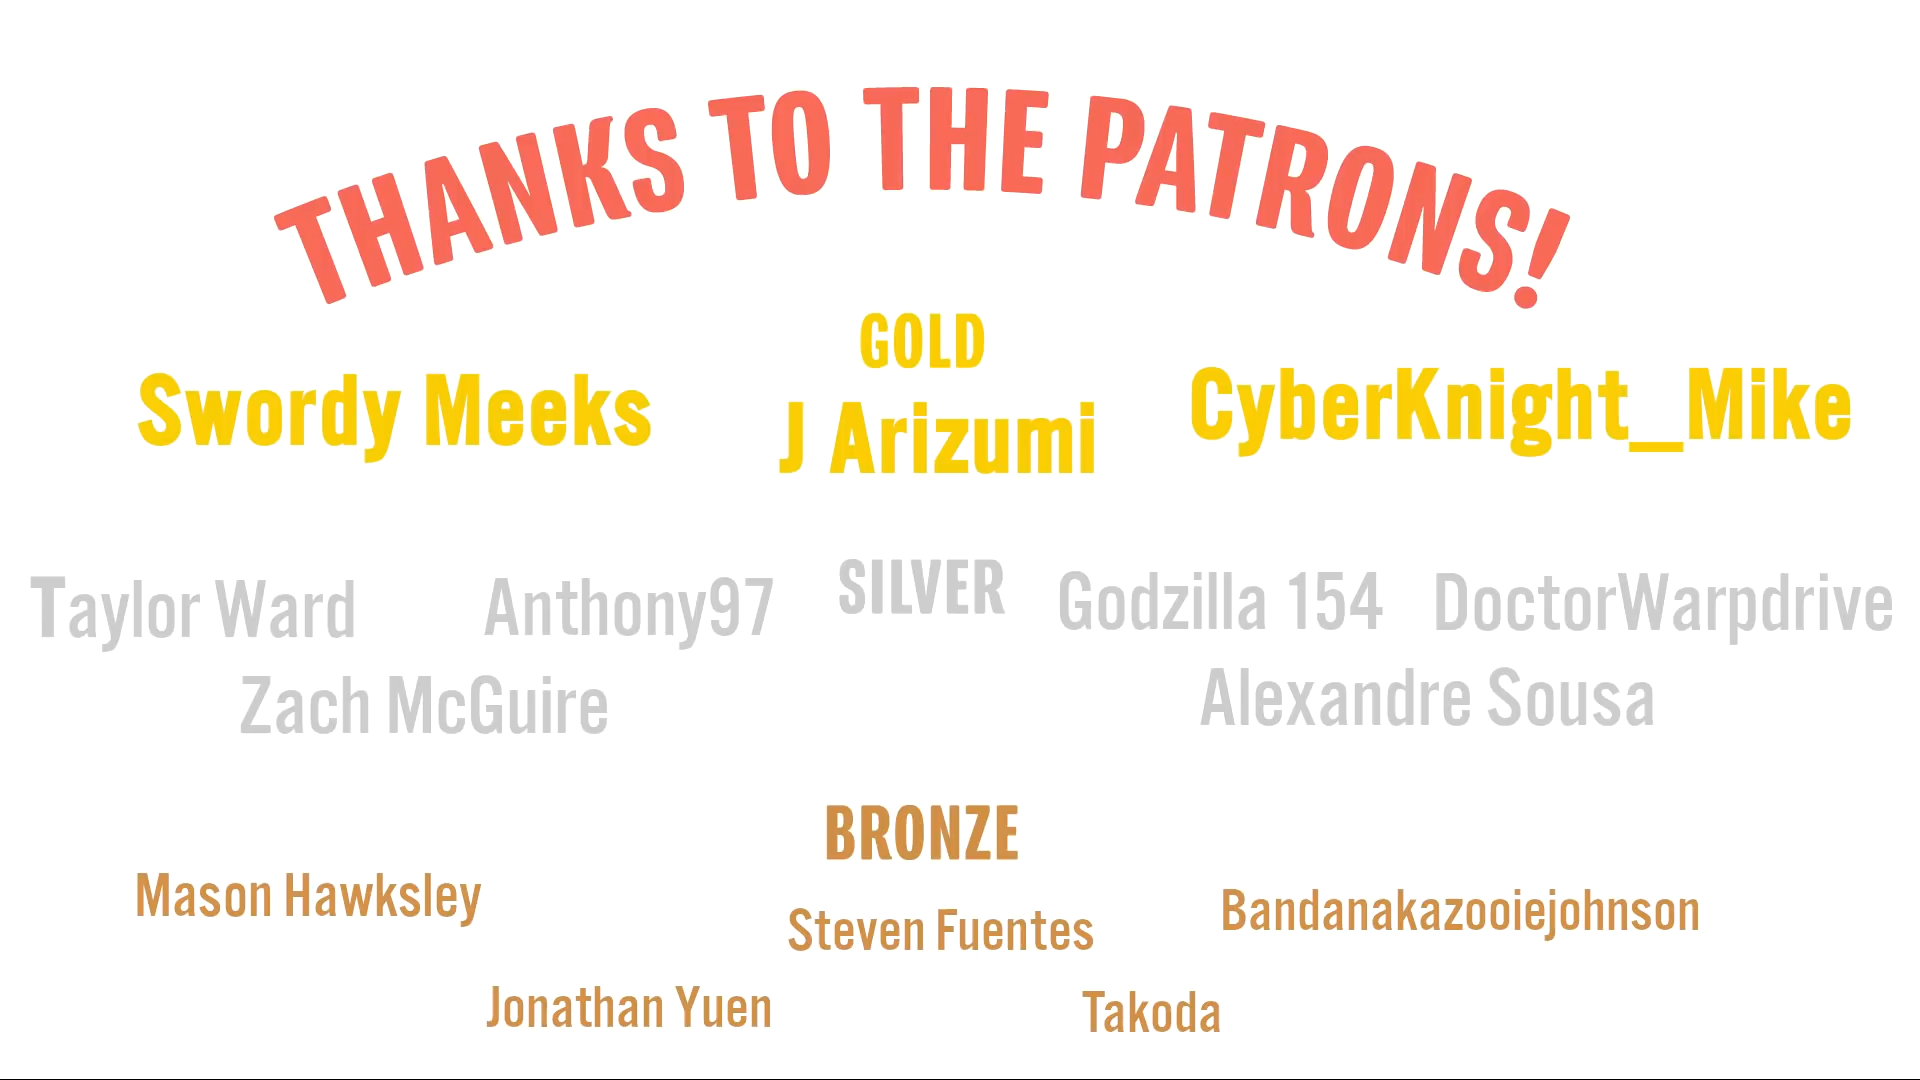 THANKS TO THE PATRONS!
GOLD
Swordy Meeks
J Arizumi
CyberKnight_Mike
SILVER
Taylor Ward
Anthony97
Godzilla 154
DoctorWarpdrive
Zach McGuire
Alexandre Sousa
BRONZE
Mason Hawksley
Steven Fuentes
Bandanakazooiejohnson
Jonathan Yuen
Takoda